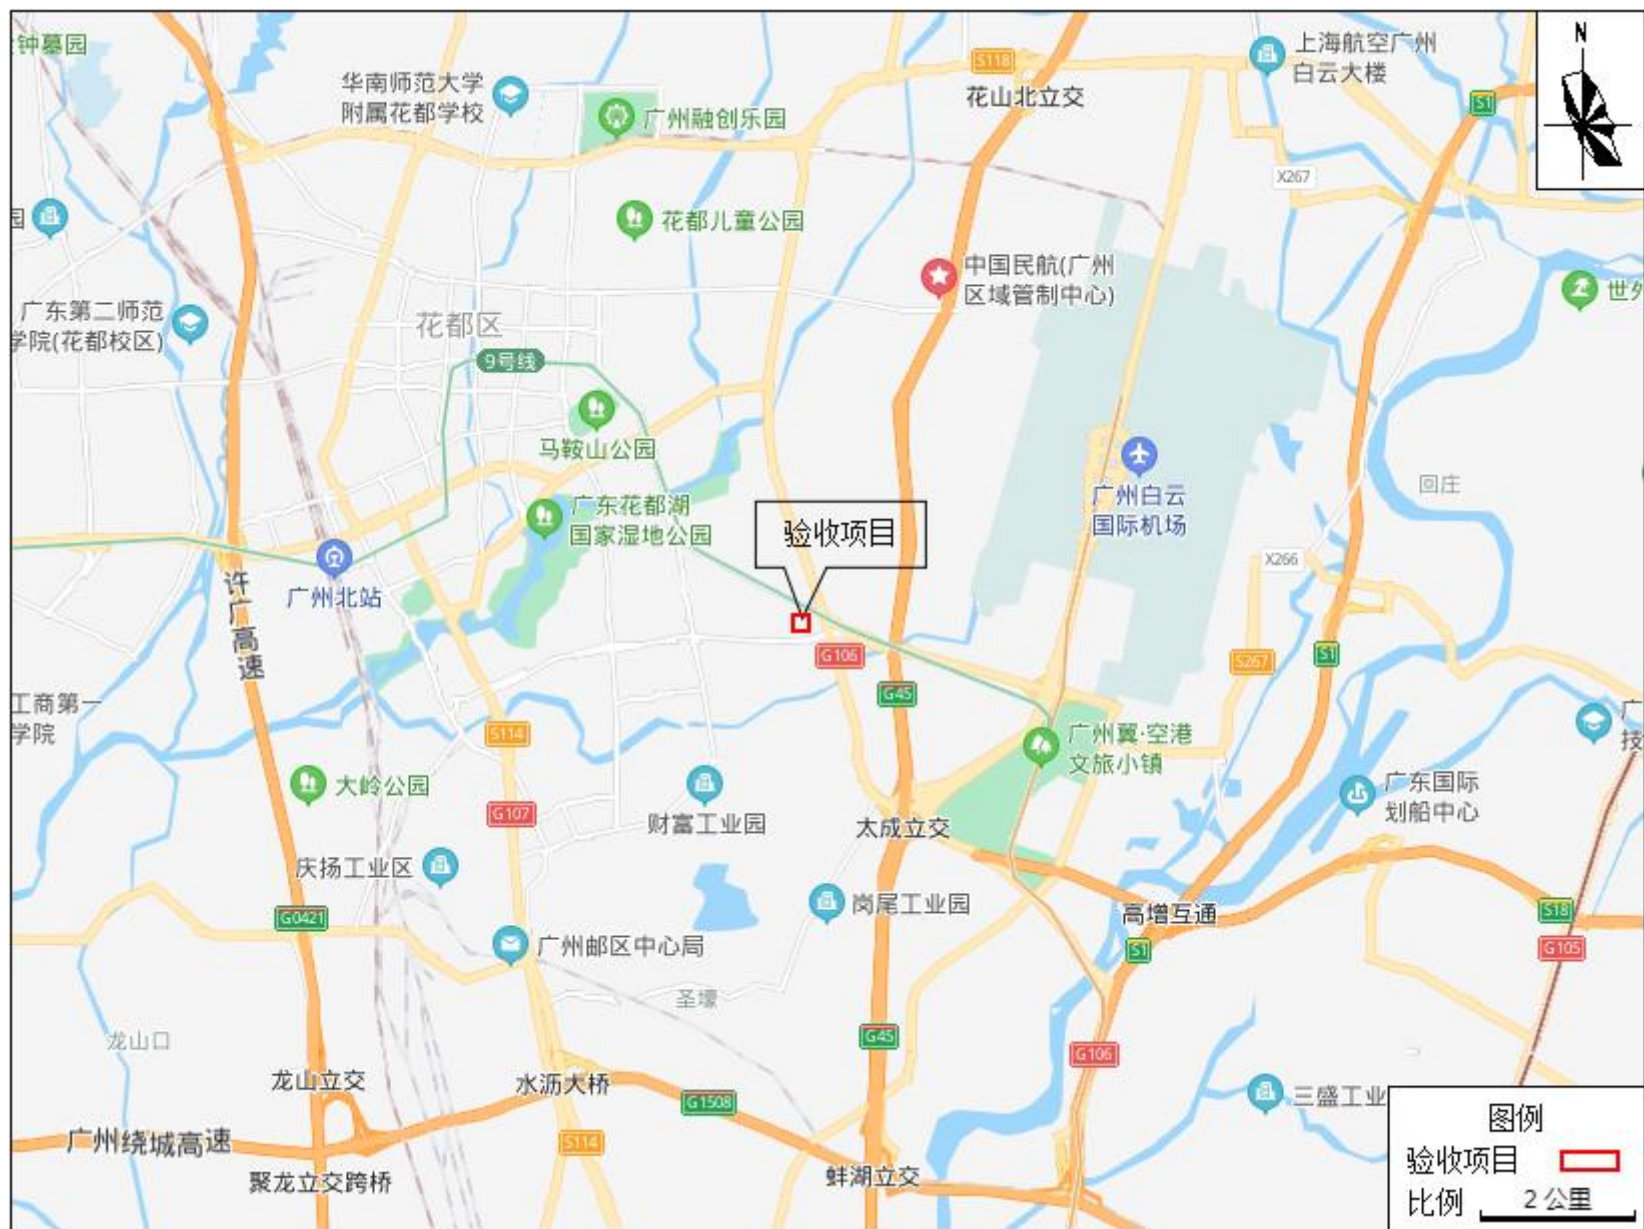 钟墓园
华南师范大学
附属花都学校
广州融创乐园
S118
花山北立交
上海航空广州
白云大楼
S1
N
X267
园
花都儿童公园
中国民航(广州
区域管制中心)
世外
广东第二师范
学院(花都校区)
花都区
9号线
马鞍山公园
广州白云
国际机场
回庄
广东花都湖
国家湿地公园
验收项目
X266
广州北站
许广高速
G106
S267
S1
G45
工商第一
学院
S114
广州翼·空港
文旅小镇
广
技
大岭公园
G107
财富工业园
太成立交
广东国际
划船中心
庆扬工业区
岗尾工业园
高增互通
S18
G0421
广州邮区中心局
S1
G105
圣壕
龙山口
G45
G106
龙山立交
水沥大桥
G1508
三盛工业
广州绕城高速
S114
聚龙立交跨桥
蚌湖立交
图例
验收项目
比例 2 公里